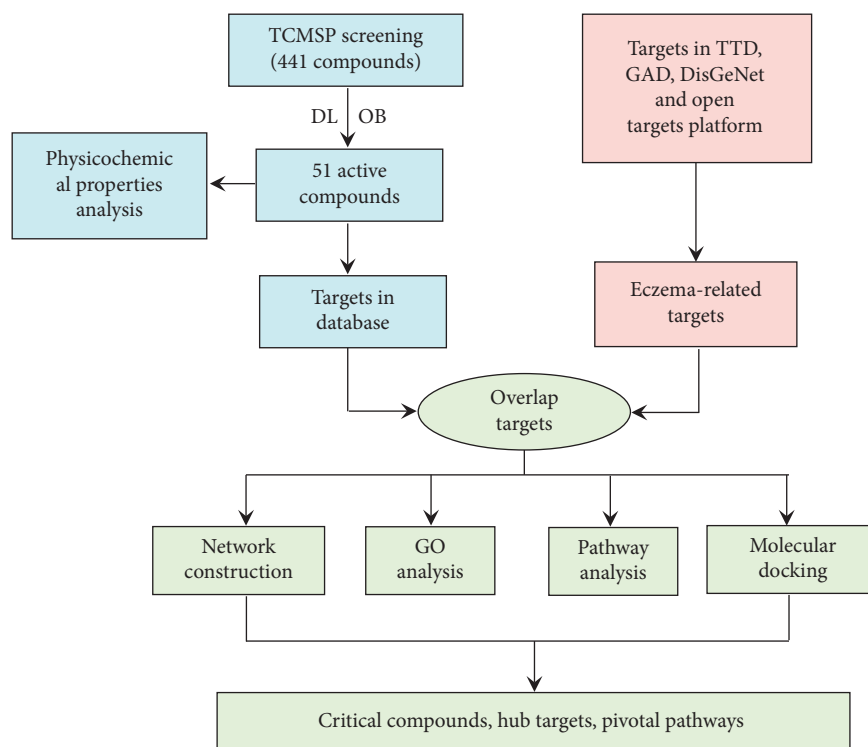 TCMSP screening
(441 compounds)
Targets in TTD,
GAD, DisGeNet
and open
targets platform
DL
OB
Physicochemic
al properties
analysis
51 active
compounds
Targets in
database
Eczema-related
targets
Overlap
targets
Network
construction
GO
analysis
Pathway
analysis
Molecular
docking
Critical compounds, hub targets, pivotal pathways